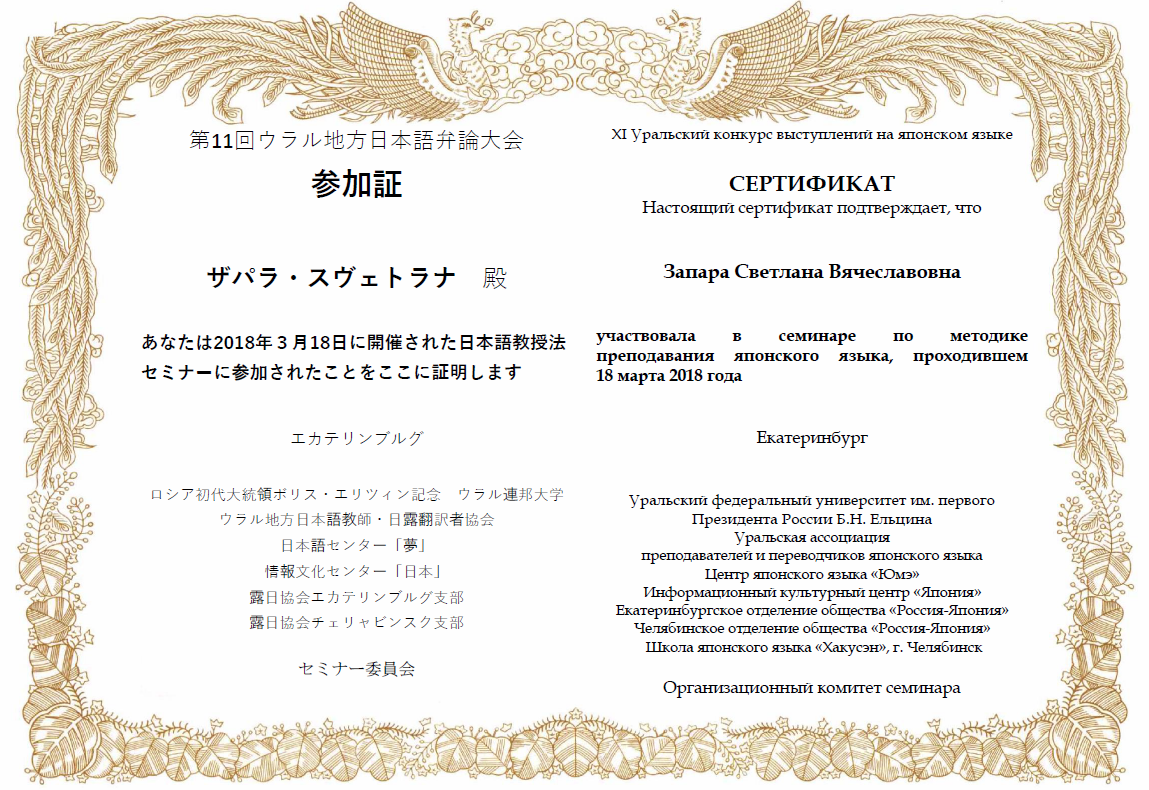 第11回ウラル地方日本語弁論大会
参加証
ザパラ・スヴェトラナ　殿
あなたは2018年３月18日に開催された日本語教授法
セミナーに参加されたことをここに証明します
エカテリンブルグ
ロシア初代大統領ボリス・エリツィン記念　ウラル連邦大学
ウラル地方日本語教師・日露翻訳者協会
日本語センター「夢」
情報文化センター「日本」
露日協会エカテリンブルグ支部
露日協会チェリャビンスク支部
セミナー委員会
XI Уральский конкурс выступлений на японском языке
СЕРТИФИКАТ
Настоящий сертификат подтверждает, что
Запара Светлана Вячеславовна
участвовала в семинаре по методике
преподавания японского языка, проходившем
18 марта 2018 года
Екатеринбург
Уральский федеральный университет им. первого
Президента России Б.Н. Ельцина
Уральская ассоциация
преподавателей и переводчиков японского языка
Центр японского языка «Юмэ»
Информационный культурный центр «Япония»
Екатеринбургское отделение общества «Россия-Япония»
Челябинское отделение общества «Россия-Япония»
Школа японского языка «Хакусэн», г. Челябинск
Организационный комитет семинара